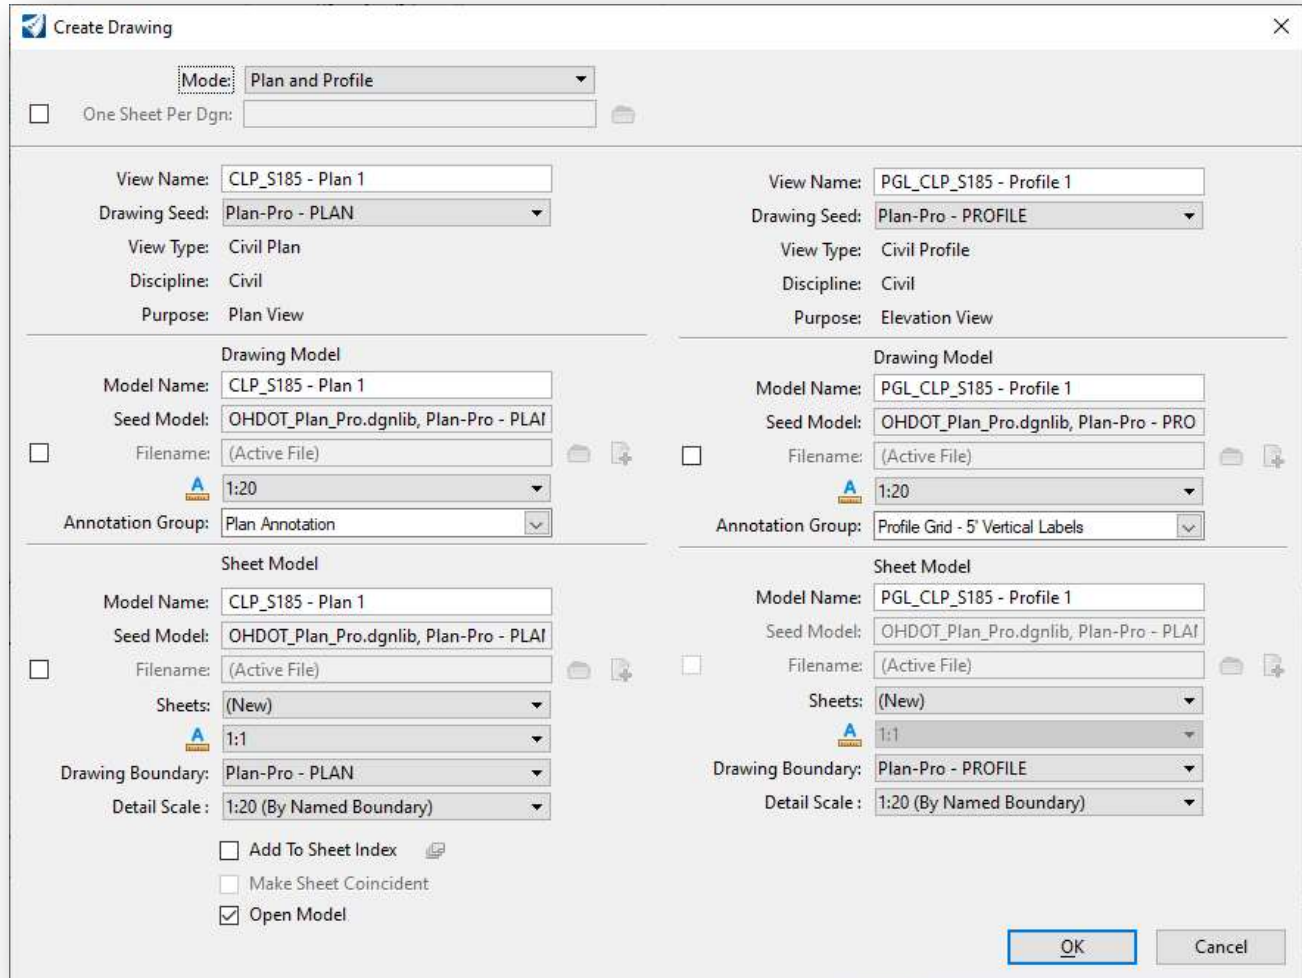 Create Drawing
Mode: Plan and Profile
One Sheet Per Dgn:
View Name: CLP_S185 - Plan 1
Drawing Seed: Plan-Pro - PLAN
View Type: Civil Plan
Discipline: Civil
Purpose: Plan View
Drawing Model
Model Name: CLP_S185 - Plan 1
Seed Model: OHDOT_Plan_Pro.dgnlib, Plan-Pro - PLA
Filename: (Active File)
A 1:20
Annotation Group: Plan Annotation
Sheet Model
Model Name: CLP_S185 - Plan 1
Seed Model: OHDOT_Plan_Pro.dgnlib, Plan-Pro - PLA
Filename: (Active File)
Sheets: (New)
A 1:1
Drawing Boundary: Plan-Pro - PLAN
Detail Scale : 1:20 (By Named Boundary)
Add To Sheet Index
Make Sheet Coincident
Open Model
View Name: PGL_CLP_S185 - Profile 1
Drawing Seed: Plan-Pro - PROFILE
View Type: Civil Profile
Discipline: Civil
Purpose: Elevation View
Drawing Model
Model Name: PGL_CLP_S185 - Profile 1
Seed Model: OHDOT_Plan_Pro.dgnlib, Plan-Pro - PRO
Filename: (Active File)
A 1:20
Annotation Group: Profile Grid - 5' Vertical Labels
Sheet Model
Model Name: PGL_CLP_S185 - Profile 1
Seed Model: OHDOT_Plan_Pro.dgnlib, Plan-Pro - PLA
Filename: (Active File)
Sheets: (New)
A 1:1
Drawing Boundary: Plan-Pro - PROFILE
Detail Scale : 1:20 (By Named Boundary)
OK
Cancel